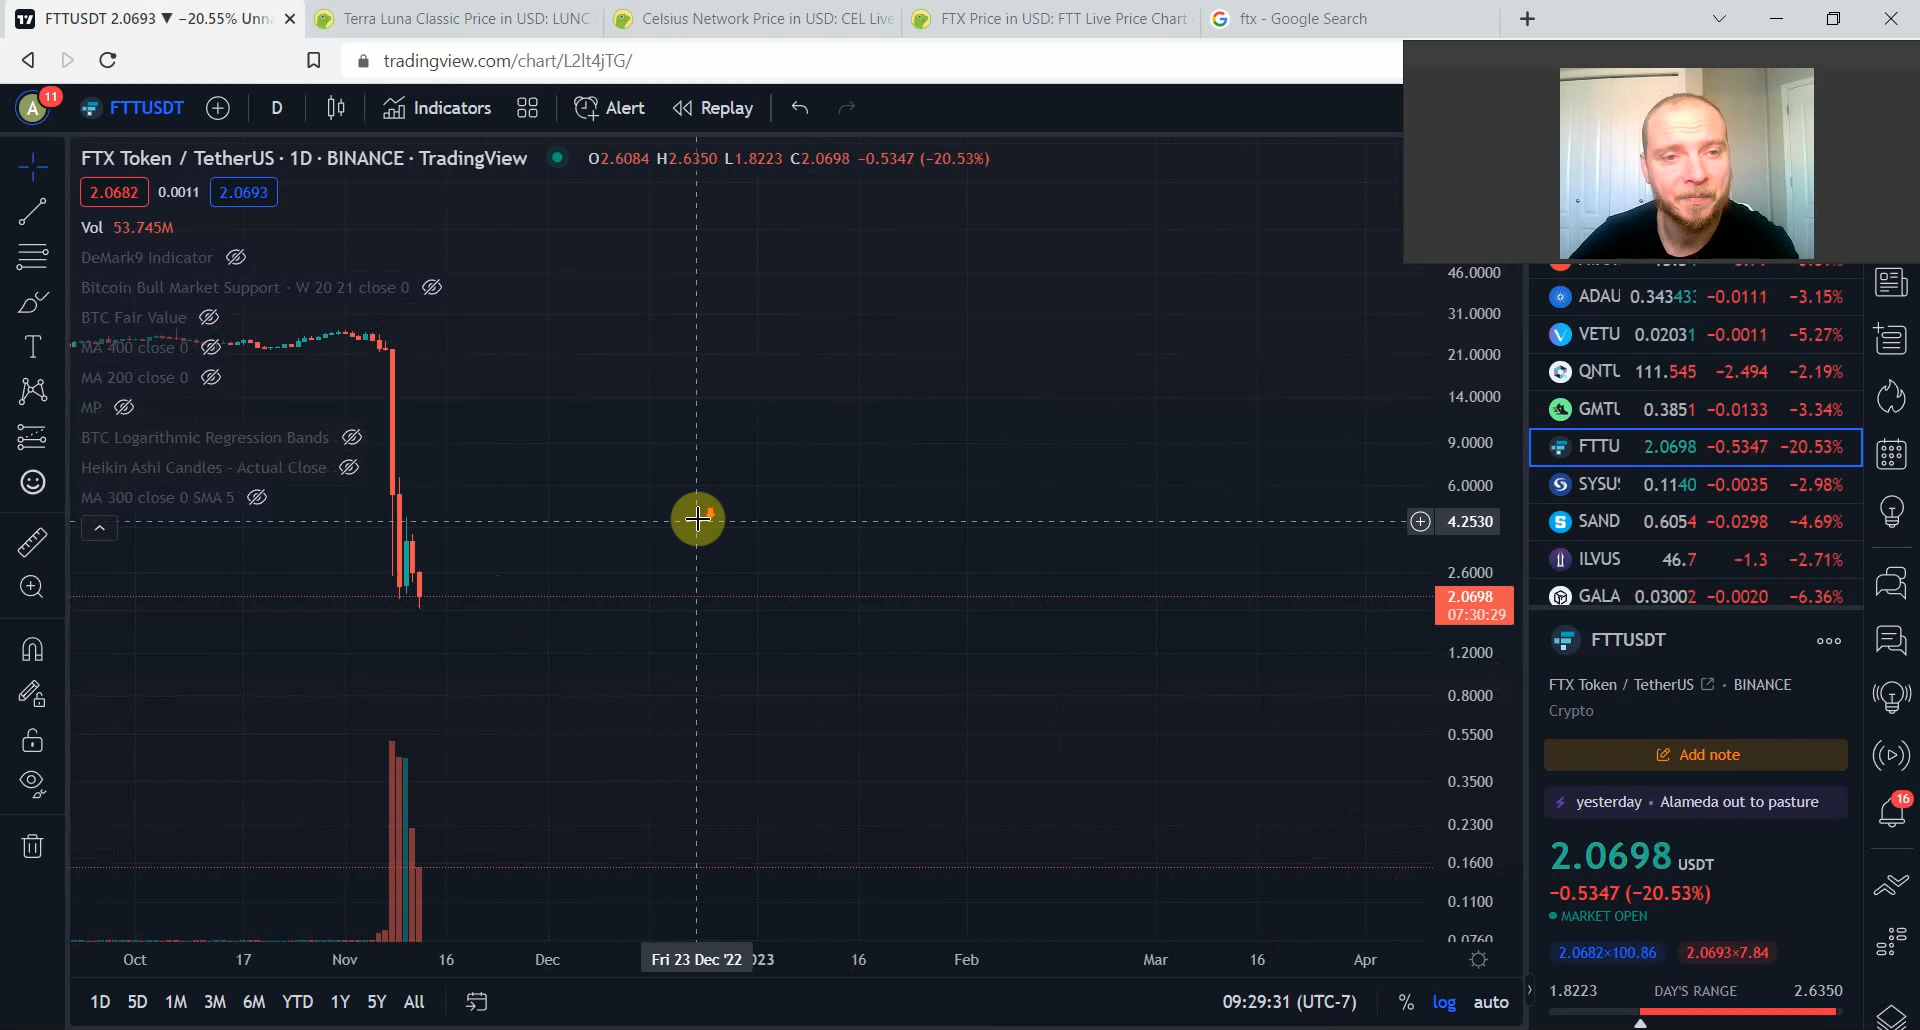 FTTUSDT 2.0693 ▼ −20.55% Unna
Terra Luna Classic Price in USD: LUNC
Celsius Network Price in USD: CEL Live
FTX Price in USD: FTT Live Price Chart
ftx - Google Search
tradingview.com/chart/L2lt4jTG/
A
11
FTTUSDT
D
Indicators
Alert
Replay
FTX Token / TetherUS · 1D · BINANCE · TradingView
O2.6084 H2.6350 L1.8223 C2.0698 −0.5347 (−20.53%)
2.0682 0.0011 2.0693
Vol 53.745M
DeMark9 Indicator
Bitcoin Bull Market Support · W 20 21 close 0
BTC Fair Value
MA 400 close 0
MA 200 close 0
MP
BTC Logarithmic Regression Bands
Heikin Ashi Candles - Actual Close
MA 300 close 0 SMA 5
46.0000
31.0000
21.0000
14.0000
9.0000
6.0000
4.2530
2.6000
2.0698
07:30:29
1.2000
0.8000
0.5500
0.3500
0.2300
0.1600
0.1100
0.0760
Oct 17 Nov 16 Dec Fri 23 Dec '22 023 16 Feb Mar 16 Apr
1D 5D 1M 3M 6M YTD 1Y 5Y All
09:29:31 (UTC-7) % log auto
ADAU 0.343433 −0.0111 −3.15%
VETU 0.02031 −0.0011 −5.27%
QNTU 111.545 −2.494 −2.19%
GMTU 0.3851 −0.0133 −3.34%
FTTU 2.0698 −0.5347 −20.53%
SYSUS 0.1140 −0.0035 −2.98%
SAND 0.6054 −0.0298 −4.69%
ILVUS 46.7 −1.3 −2.71%
GALA 0.03002 −0.0020 −6.36%
FTTUSDT
FTX Token / TetherUS · BINANCE
Crypto
Add note
yesterday • Alameda out to pasture
2.0698 USDT
−0.5347 (−20.53%)
MARKET OPEN
2.0682×100.86 2.0693×7.84
1.8223 DAY'S RANGE 2.6350
16